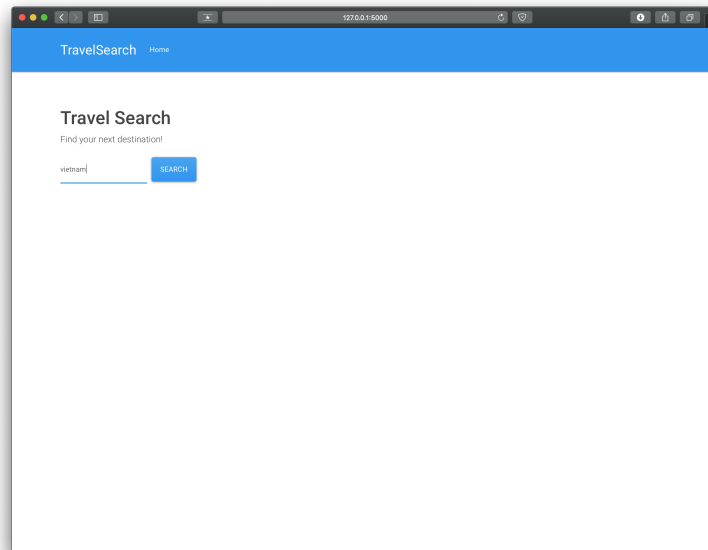 127.0.0.1:5000
TravelSearch Home
Travel Search
Find your next destination!
vietnam SEARCH